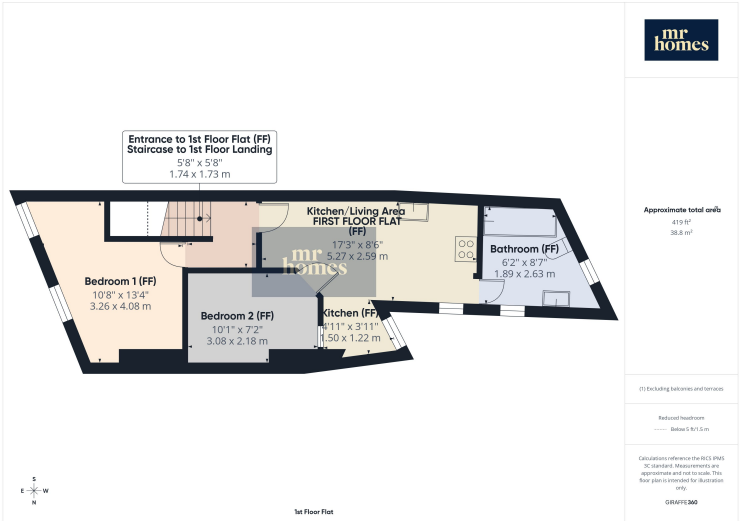 mr
homes
Entrance to 1st Floor Flat (FF)
Staircase to 1st Floor Landing
5'8" x 5'8"
1.74 x 1.73 m
Kitchen/Living Area
FIRST FLOOR FLAT
(FF)
17'3" x 8'6"
5.27 x 2.59 m
mr
homes
Bathroom (FF)
6'2" x 8'7"
1.89 x 2.63 m
Bedroom 1 (FF)
10'8" x 13'4"
3.26 x 4.08 m
Bedroom 2 (FF)
10'1" x 7'2"
3.08 x 2.18 m
Kitchen (FF)
4'11" x 3'11"
1.50 x 1.22 m
Approximate total area
419 ft²
38.8 m²
(1) Excluding balconies and terraces
Reduced headroom
Below 5 ft/1.5 m
Calculations reference the RICS IPMS
3C standard. Measurements are
approximate and not to scale. This
floor plan is intended for illustration
only.
GIRAFFE360
S
E W
N
1st Floor Flat